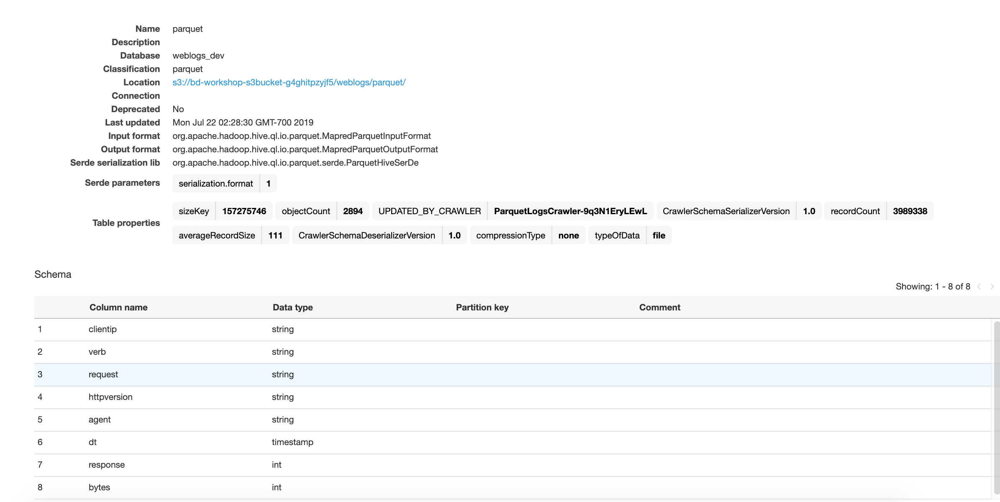 Name parquet
Description
Database weblogs_dev
Classification parquet
Location s3://bd-workshop-s3bucket-g4ghitpzyjf5/weblogs/parquet/
Connection
Deprecated No
Last updated Mon Jul 22 02:28:30 GMT-700 2019
Input format org.apache.hadoop.hive.ql.io.parquet.MapredParquetInputFormat
Output format org.apache.hadoop.hive.ql.io.parquet.MapredParquetOutputFormat
Serde serialization lib org.apache.hadoop.hive.ql.io.parquet.serde.ParquetHiveSerDe
Serde parameters serialization.format 1
Table properties
sizeKey 157275746 objectCount 2894 UPDATED_BY_CRAWLER ParquetLogsCrawler-9q3N1EryLEwL CrawlerSchemaSerializerVersion 1.0 recordCount 3989338
averageRecordSize 111 CrawlerSchemaDeserializerVersion 1.0 compressionType none typeOfData file
Schema
Showing: 1 - 8 of 8
Column name Data type Partition key Comment
1 clientip string
2 verb string
3 request string
4 httpversion string
5 agent string
6 dt timestamp
7 response int
8 bytes int